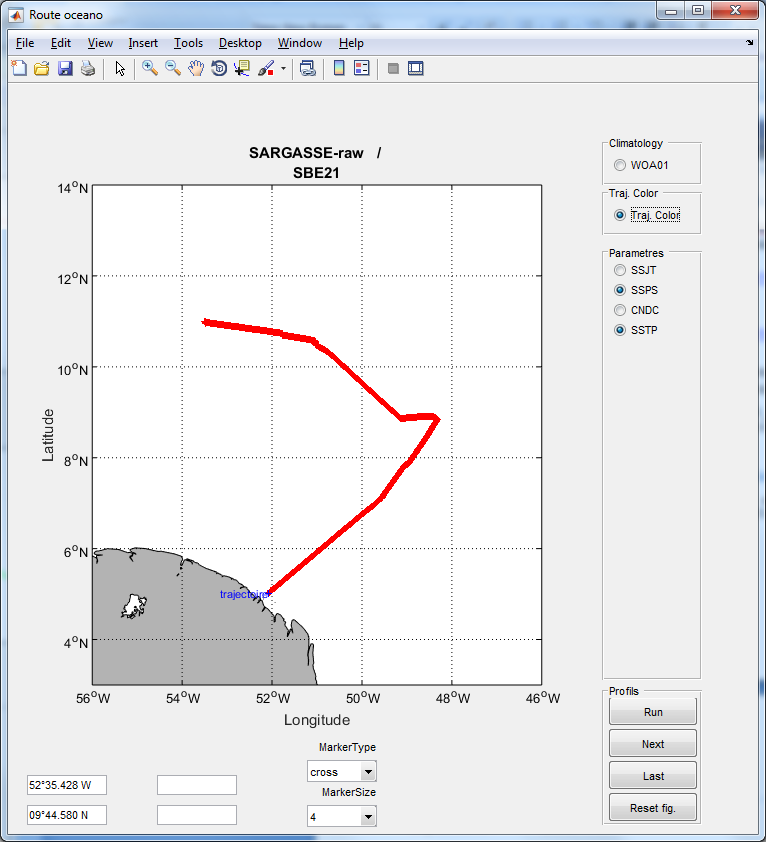 Route oceano
File Edit View Insert Tools Desktop Window Help
SARGASSE-raw /
SBE21
14°N
12°N
10°N
8°N
6°N
4°N
Latitude
trajectoire
56°W 54°W 52°W 50°W 48°W 46°W
Longitude
Climatology
WOA01
Traj. Color
Traj. Color
Parametres
SSJT
SSPS
CNDC
SSTP
Profils
Run
Next
Last
Reset fig.
MarkerType
cross
MarkerSize
4
52°35.428 W
09°44.580 N